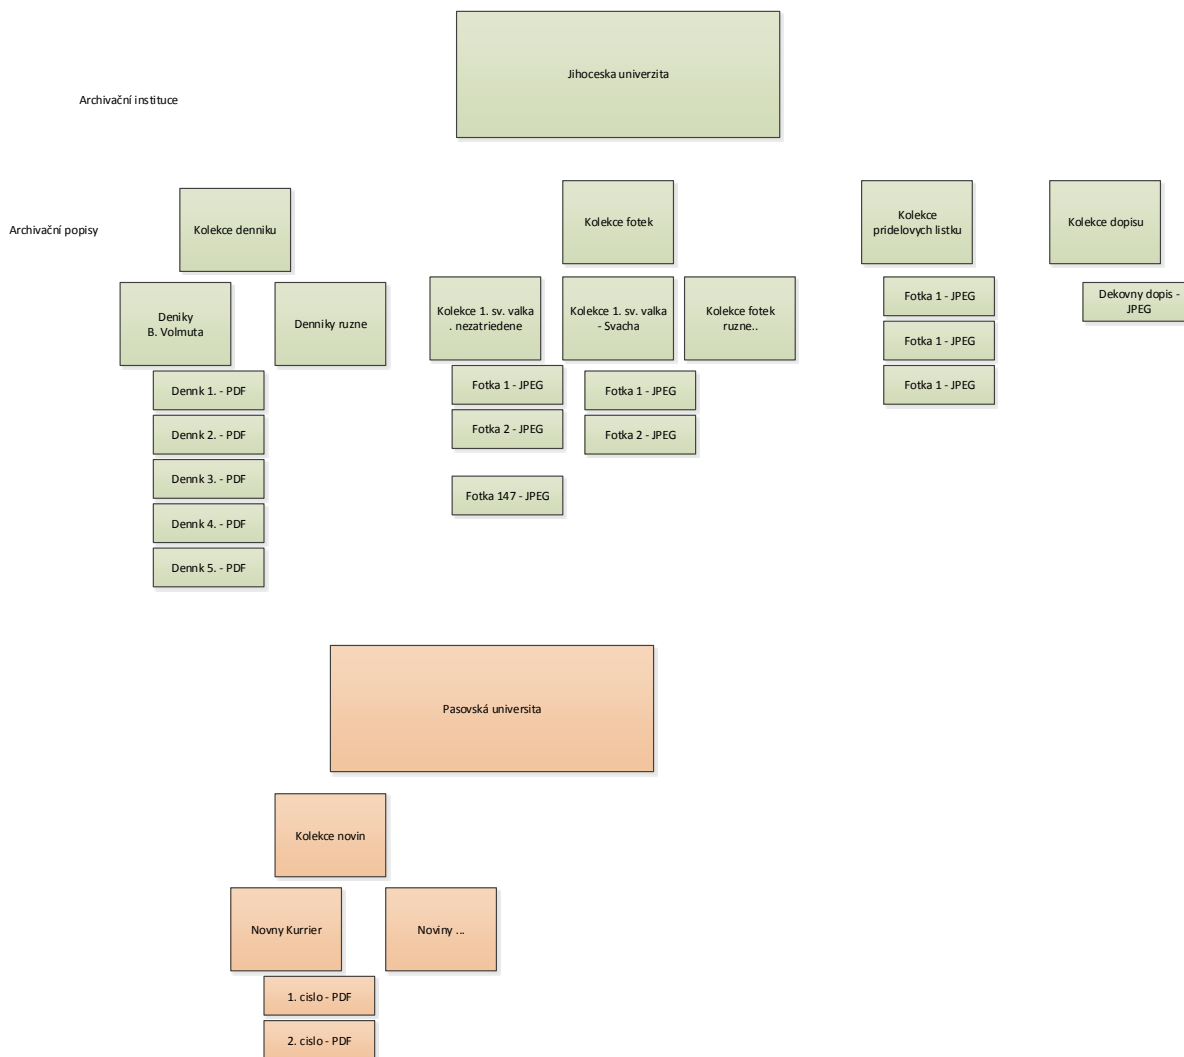 Jihoceska univerzita
Archivační instituce
Archivační popisy
Kolekce denniku
Kolekce fotek
Kolekce
pridelovych listku
Kolekce dopisu
Deniky
B. Volmuta
Denniky ruzne
Kolekce 1. sv. valka
. nezatriedene
Kolekce 1. sv. valka
- Svacha
Kolekce fotek
ruzne..
Fotka 1 - JPEG
Fotka 1 - JPEG
Fotka 1 - JPEG
Dekovny dopis -
JPEG
Dennk 1. - PDF
Dennk 2. - PDF
Dennk 3. - PDF
Dennk 4. - PDF
Dennk 5. - PDF
Fotka 1 - JPEG
Fotka 2 - JPEG
Fotka 147 - JPEG
Fotka 1 - JPEG
Fotka 2 - JPEG
Pasovská universita
Kolekce novin
Novny Kurrier
Noviny ...
1. cislo - PDF
2. cislo - PDF